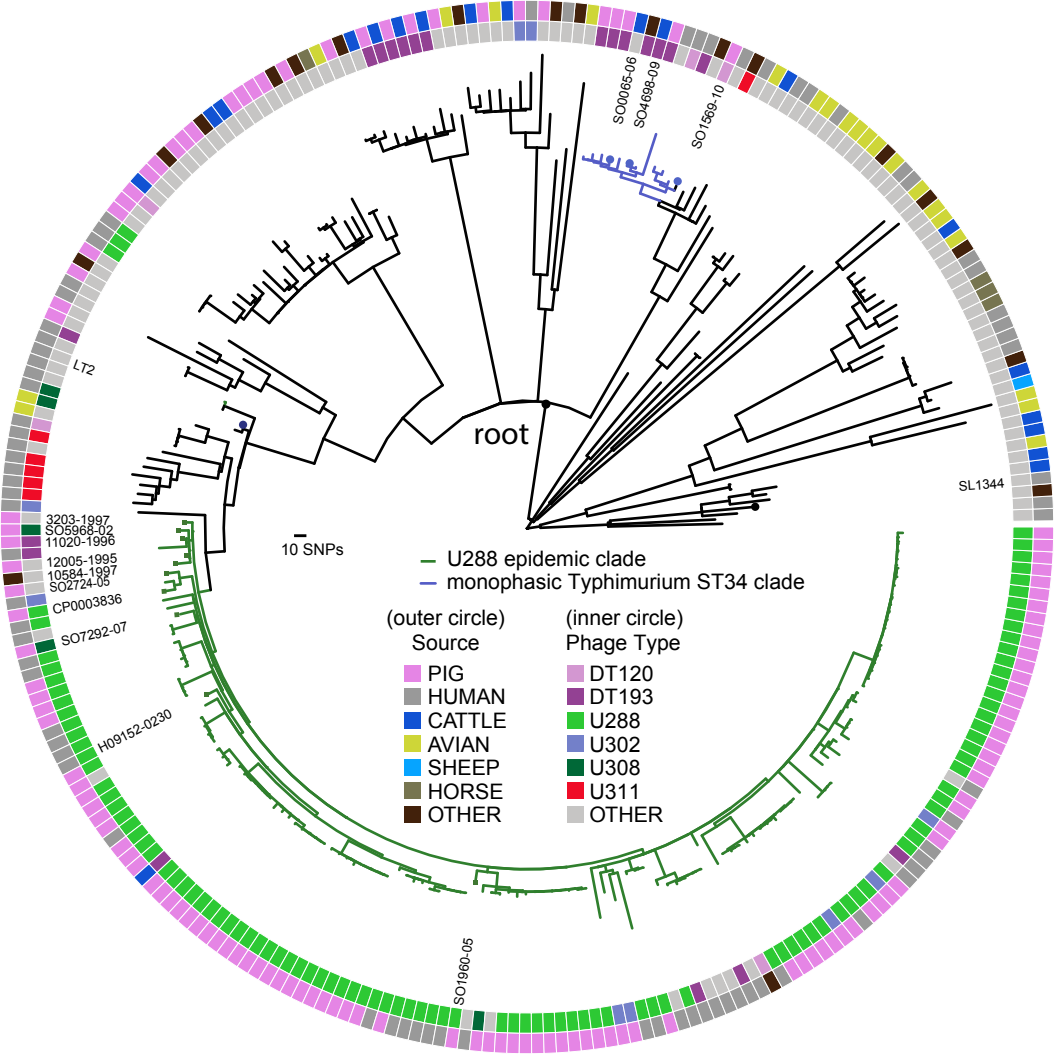 SO0065-06
SO4698-09
SO1569-10
LT2
root
SL1344
3203-1997
SO5968-02
11020-1996
12005-1995
10584-1997
SO2724-05
CP0003836
SO7292-07
H09152-0230
SO1960-05
10 SNPs
U288 epidemic clade
monophasic Typhimurium ST34 clade
(outer circle)
Source
PIG
HUMAN
CATTLE
AVIAN
SHEEP
HORSE
OTHER
(inner circle)
Phage Type
DT120
DT193
U288
U302
U308
U311
OTHER